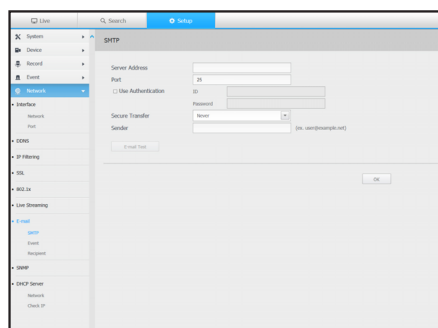 Live
Search
Setup
System
Device
Record
Event
Network
Interface
Network
Port
DDNS
IP Filtering
SSL
802.1x
Live Streaming
E-mail
SMTP
Event
Recipient
SNMP
DHCP Server
Network
Check IP
SMTP
Server Address
Port
25
Use Authentication
ID
Password
Secure Transfer
Never
Sender
(ex. user@example.net)
E-mail Test
OK